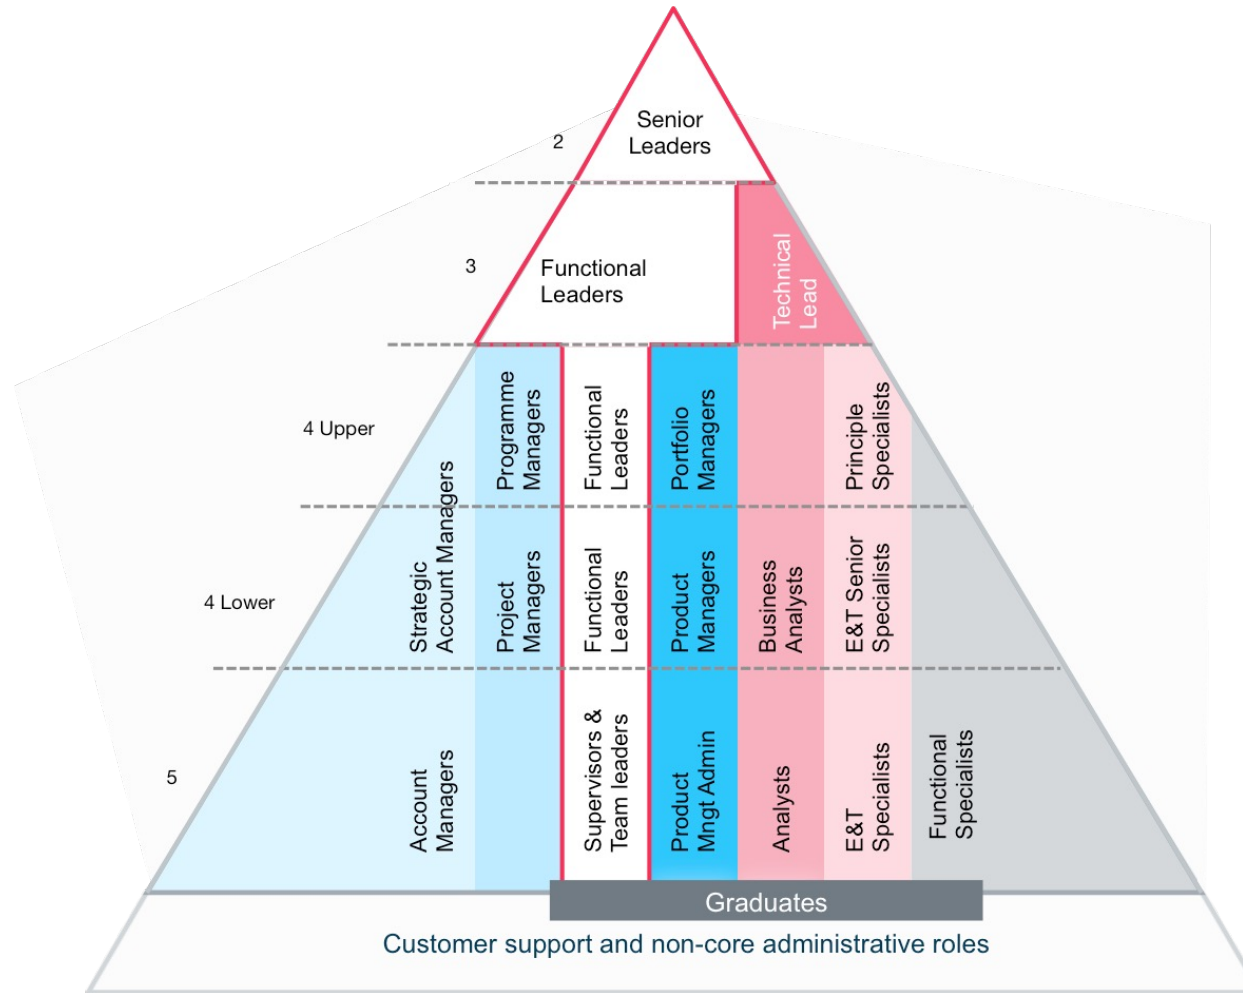 2
Senior
Leaders
3
Functional
Leaders
Technical
Lead
4 Upper
Programme
Managers
Functional
Leaders
Portfolio
Managers
Principle
Specialists
4 Lower
Strategic
Account Managers
Project
Managers
Functional
Leaders
Product
Managers
Business
Analysts
E&T Senior
Specialists
5
Account
Managers
Supervisors &
Team leaders
Product
Mngt Admin
Analysts
E&T
Specialists
Functional
Specialists
Graduates
Customer support and non-core administrative roles